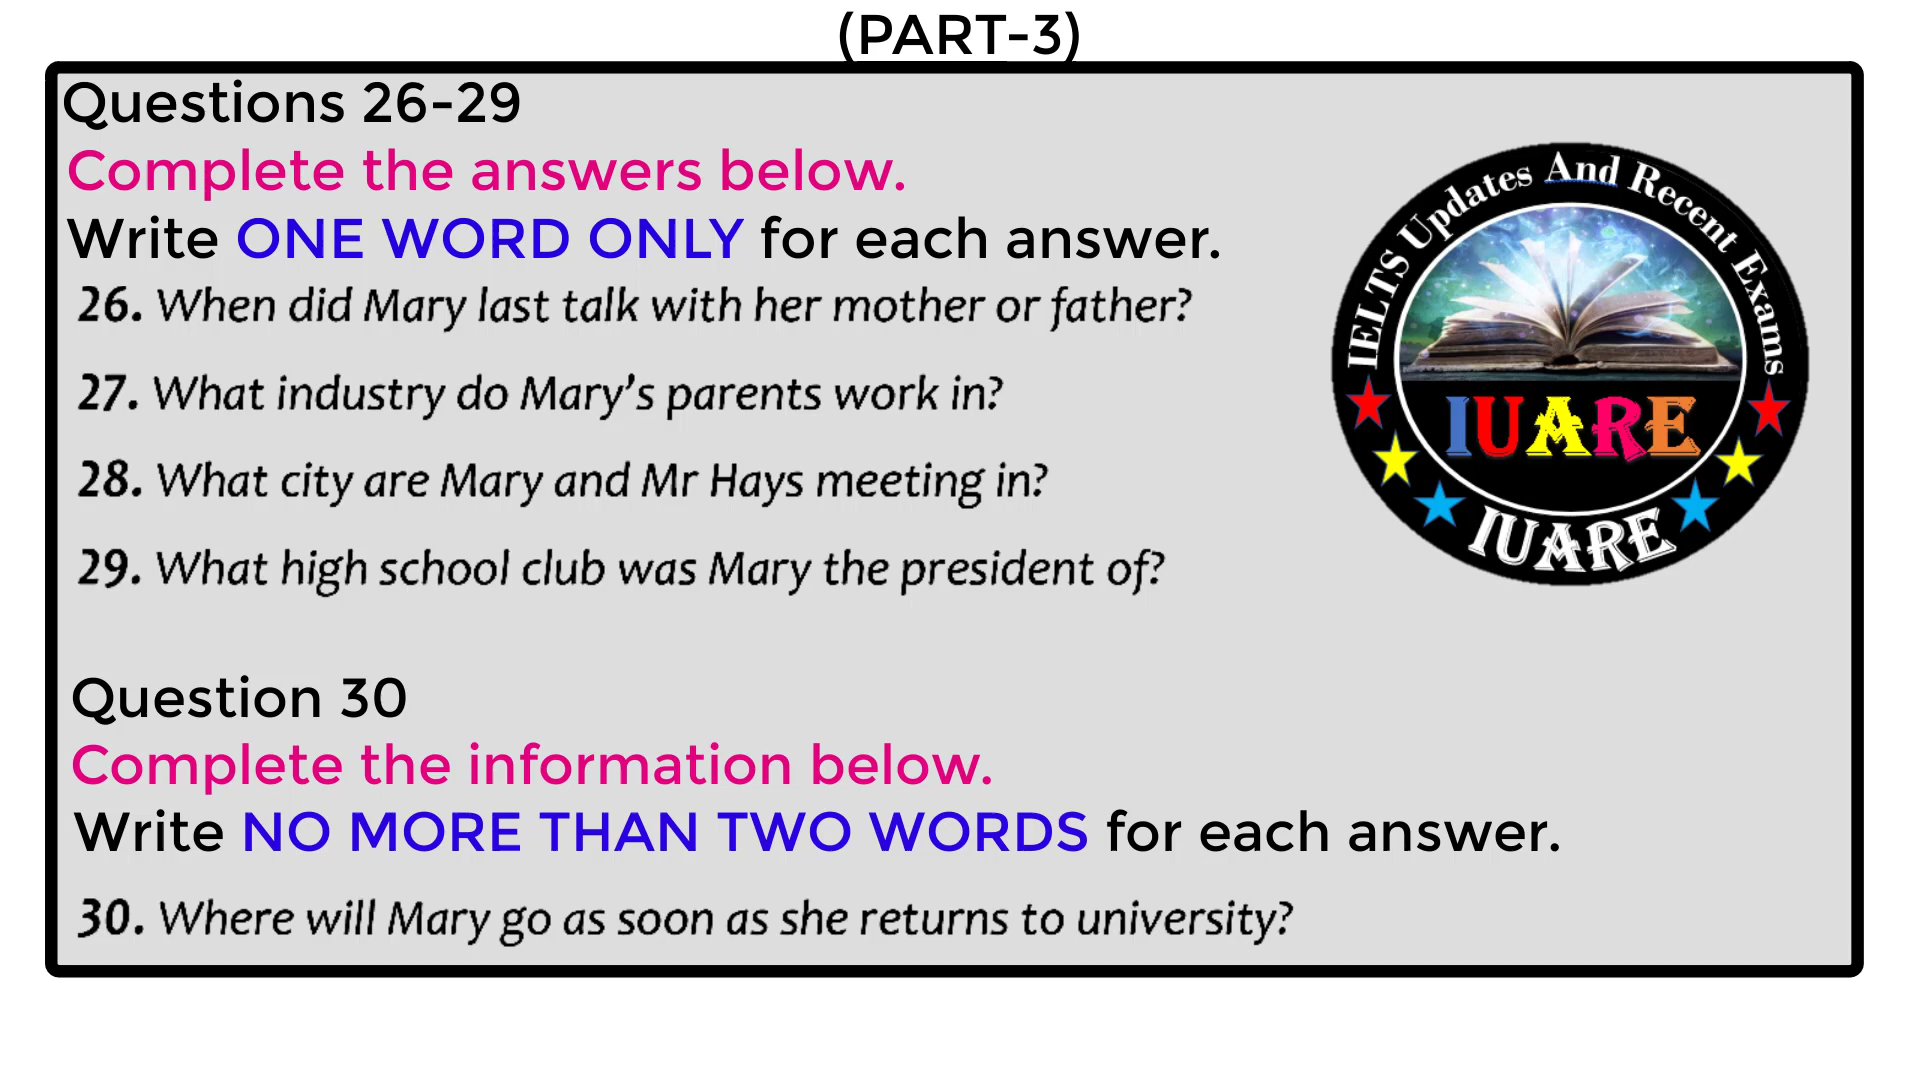 (PART-3)
Questions 26-29
Complete the answers below.
Write ONE WORD ONLY for each answer.
26. When did Mary last talk with her mother or father?
27. What industry do Mary's parents work in?
28. What city are Mary and Mr Hays meeting in?
29. What high school club was Mary the president of?
IELTS Updates And Recent Exams
IUARE
IUARE
Question 30
Complete the information below.
Write NO MORE THAN TWO WORDS for each answer.
30. Where will Mary go as soon as she returns to university?